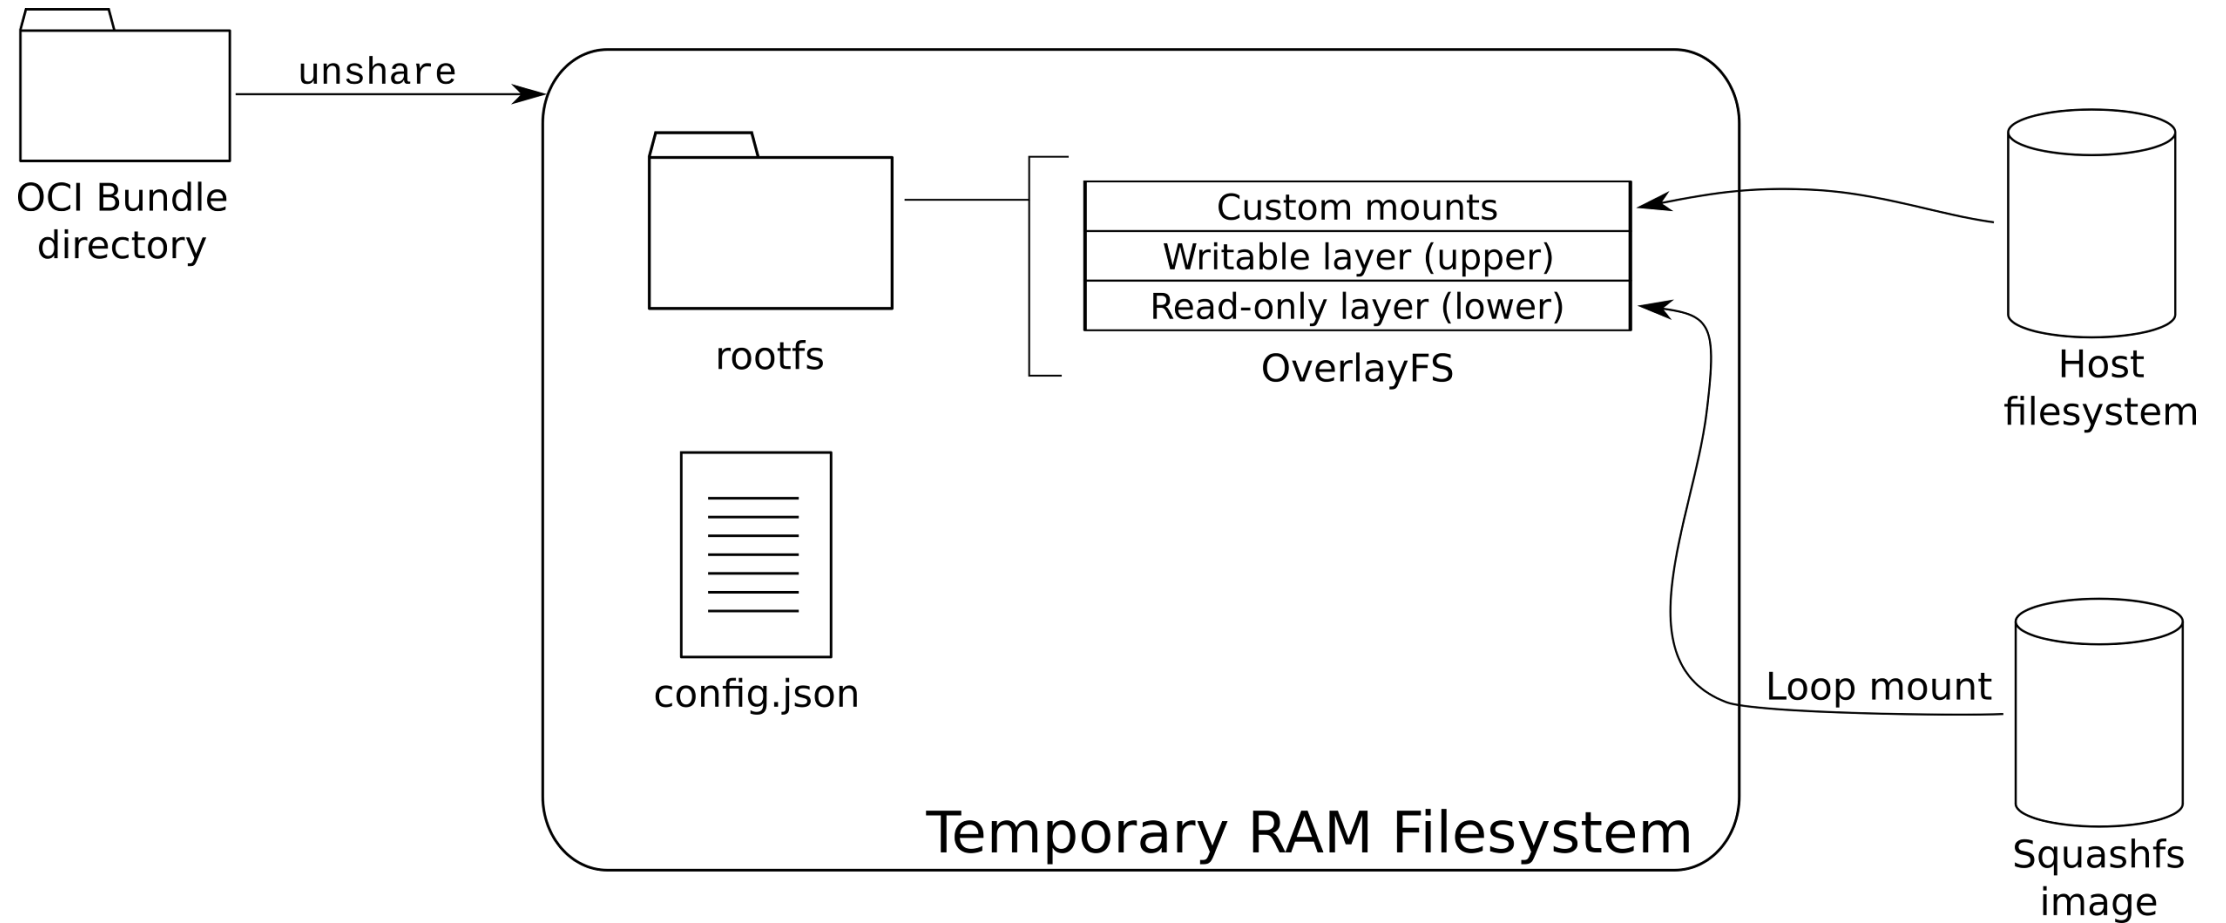 unshare
OCI Bundle
directory
Custom mounts
Writable layer (upper)
Read-only layer (lower)
rootfs
OverlayFS
Host
filesystem
config.json
Loop mount
Temporary RAM Filesystem
Squashfs
image